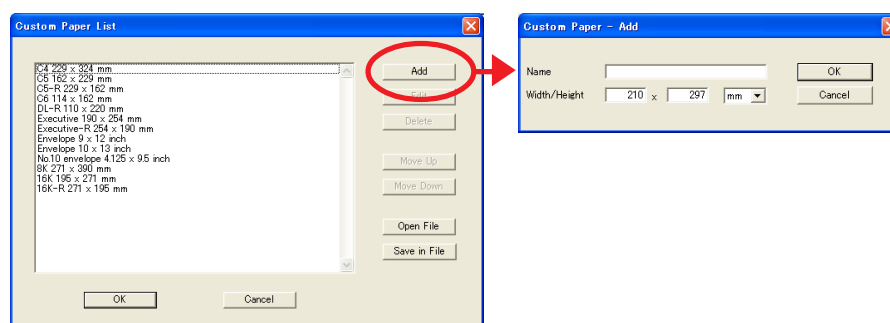 Custom Paper List
C4 229 x 324 mm
C5 162 x 229 mm
C5-R 229 x 162 mm
C6 114 x 162 mm
DL-R 110 x 220 mm
Executive 190 x 254 mm
Executive-R 254 x 190 mm
Envelope 9 x 12 inch
Envelope 10 x 13 inch
No.10 envelope 4.125 x 9.5 inch
8K 271 x 390 mm
16K 195 x 271 mm
16K-R 271 x 195 mm
Add
Edit
Delete
Move Up
Move Down
Open File
Save in File
OK
Cancel
Custom Paper - Add
Name
OK
Width/Height 210 x 297 mm
Cancel